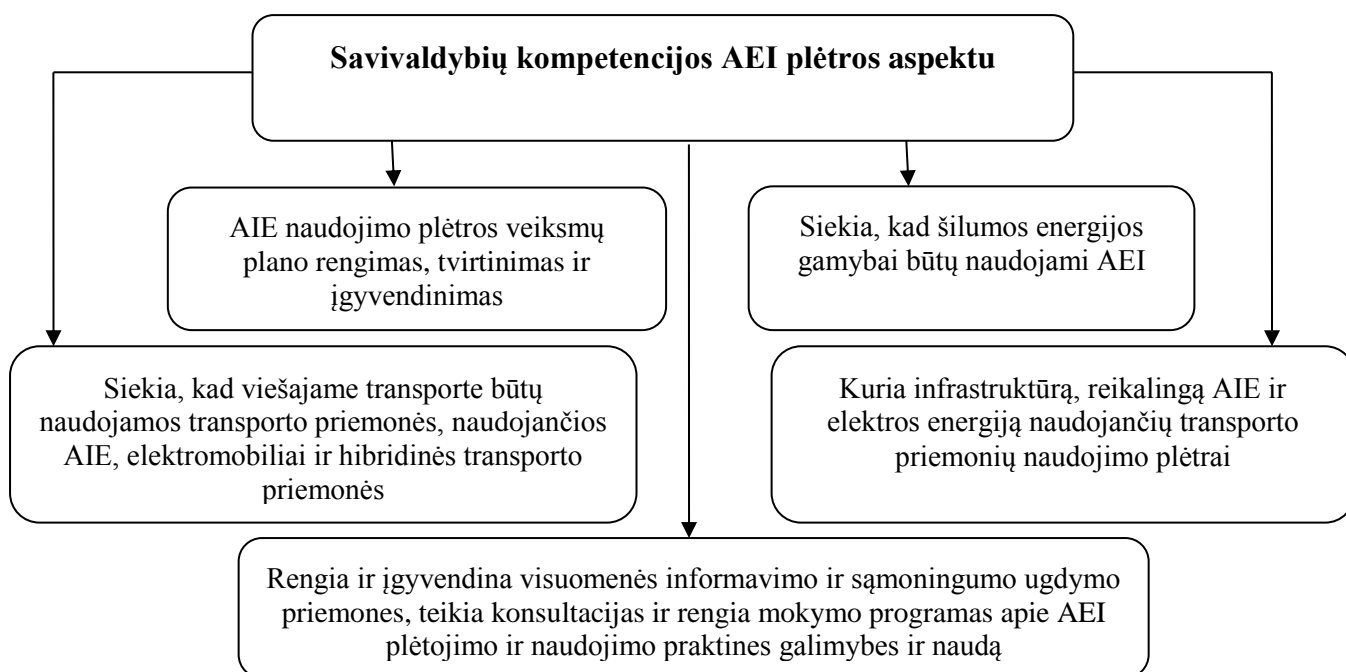 Savivaldybių kompetencijos AEI plėtros aspektu
AIE naudojimo plėtros veiksmų
plano rengimas, tvirtinimas ir
įgyvendinimas
Siekia, kad šilumos energijos
gamybai būtų naudojami AEI
Siekia, kad viešajame transporte būtų
naudojamos transporto priemonės, naudojančios
AIE, elektromobiliai ir hibridinės transporto
priemonės
Kuria infrastruktūrą, reikalingą AIE ir
elektros energiją naudojančių transporto
priemonių naudojimo plėtrai
Rengia ir įgyvendina visuomenės informavimo ir sąmoningumo ugdymo
priemones, teikia konsultacijas ir rengia mokymo programas apie AEI
plėtojimo ir naudojimo praktines galimybes ir naudą